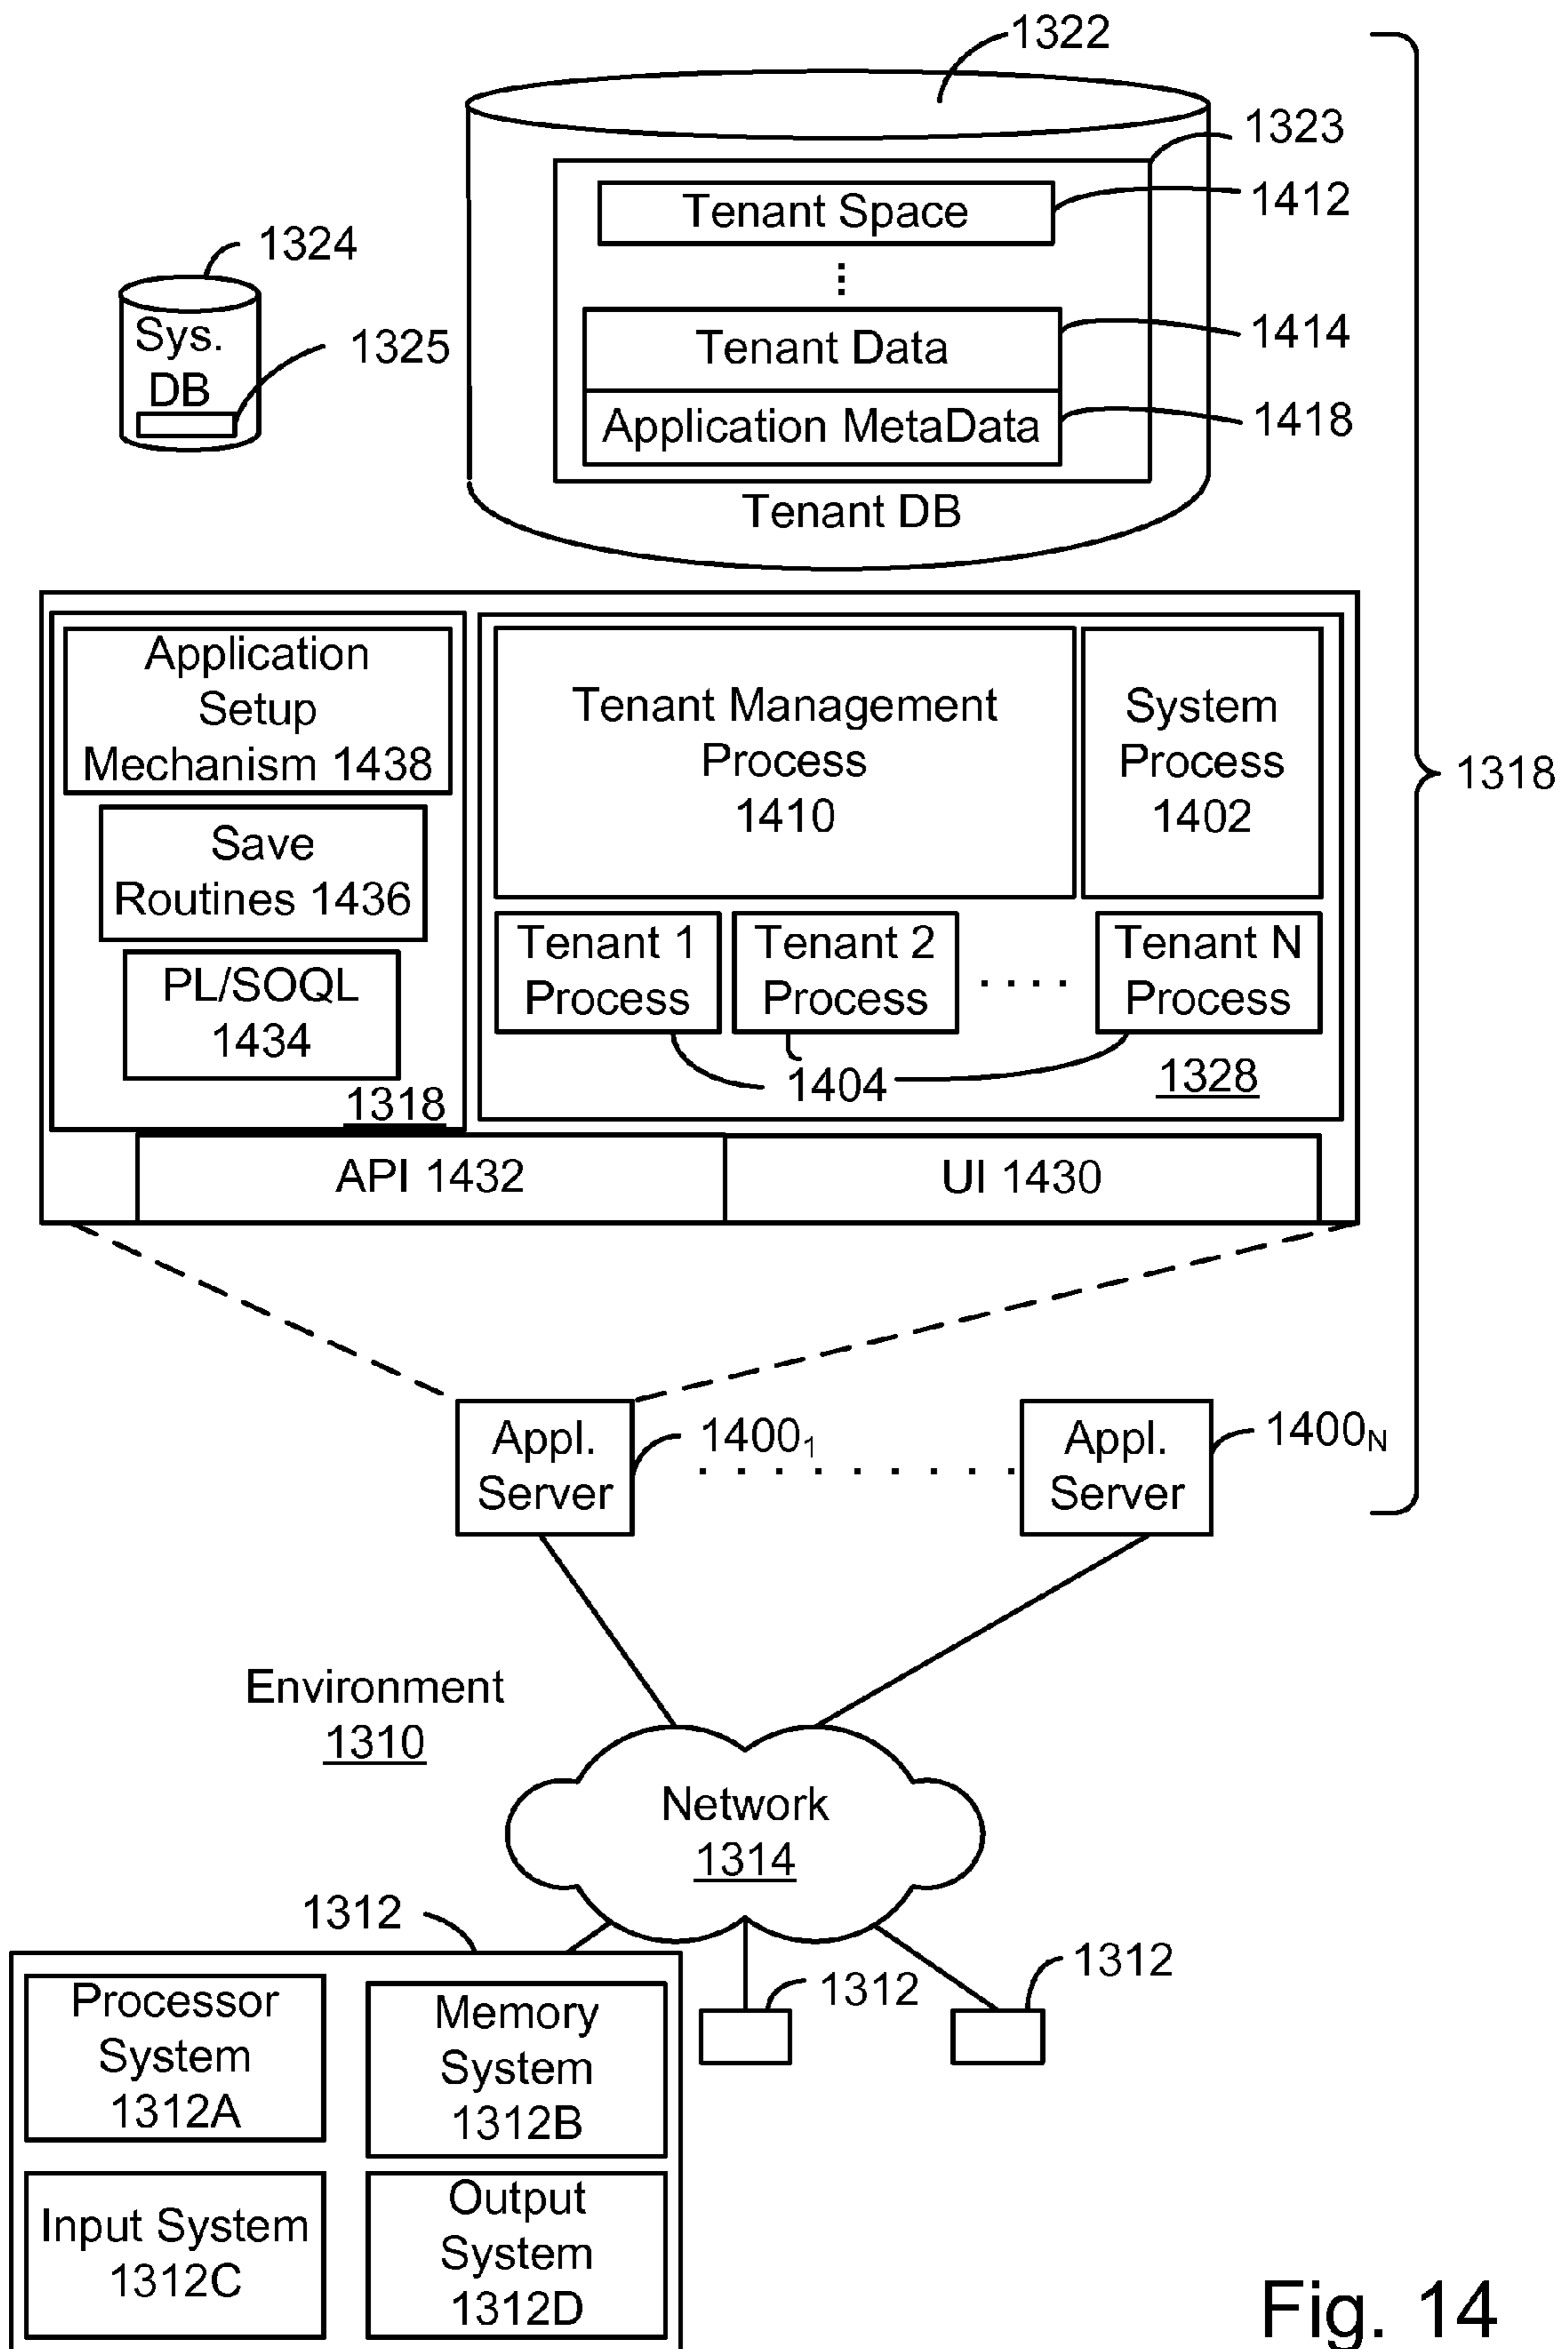 1322
1323
Tenant Space
1412
1324
Sys.
DB
1325
Tenant Data
1414
Application MetaData
1418
Tenant DB
Application
Setup
Mechanism 1438
Tenant Management
Process
1410
System
Process
1402
1318
Save
Routines 1436
Tenant 1
Process
Tenant 2
Process
. . . .
Tenant N
Process
PL/SOQL
1434
1404
1328
1318
API 1432
UI 1430
Appl.
Server
1400₁
. . . . . . . . .
Appl.
Server
1400N
Environment
1310
Network
1314
1312
1312
1312
Processor
System
1312A
Memory
System
1312B
Input System
1312C
Output
System
1312D
Fig. 14